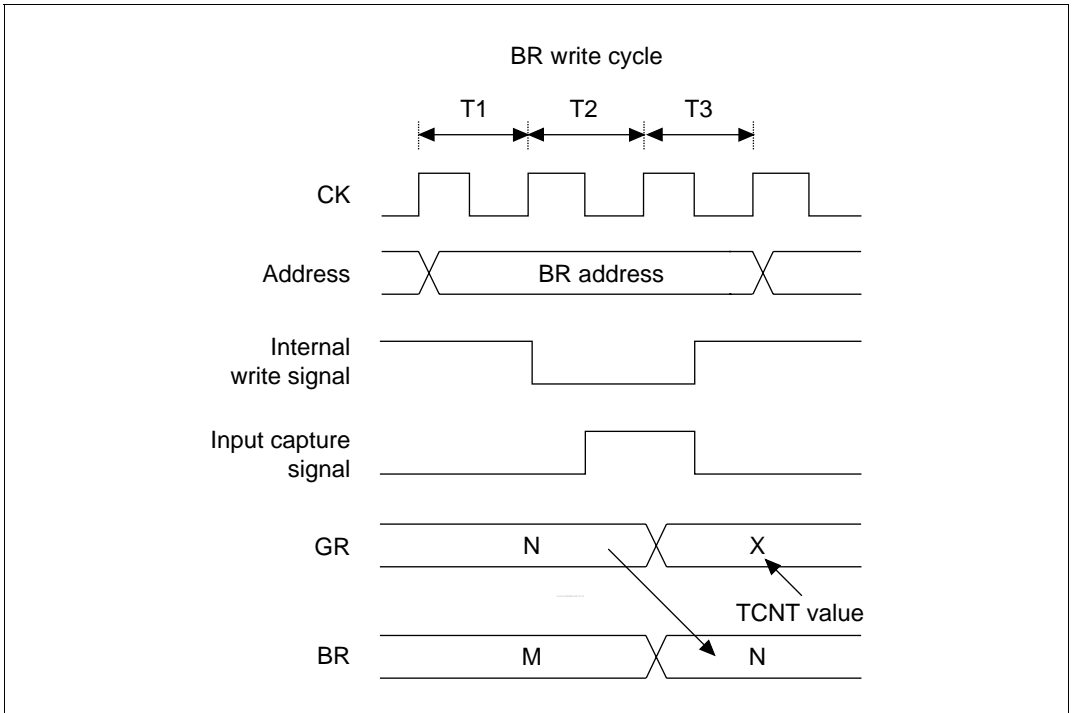 BR write cycle
T1
T2
T3
CK
Address
BR address
Internal
write signal
Input capture
signal
GR
N
X
TCNT value
BR
M
N